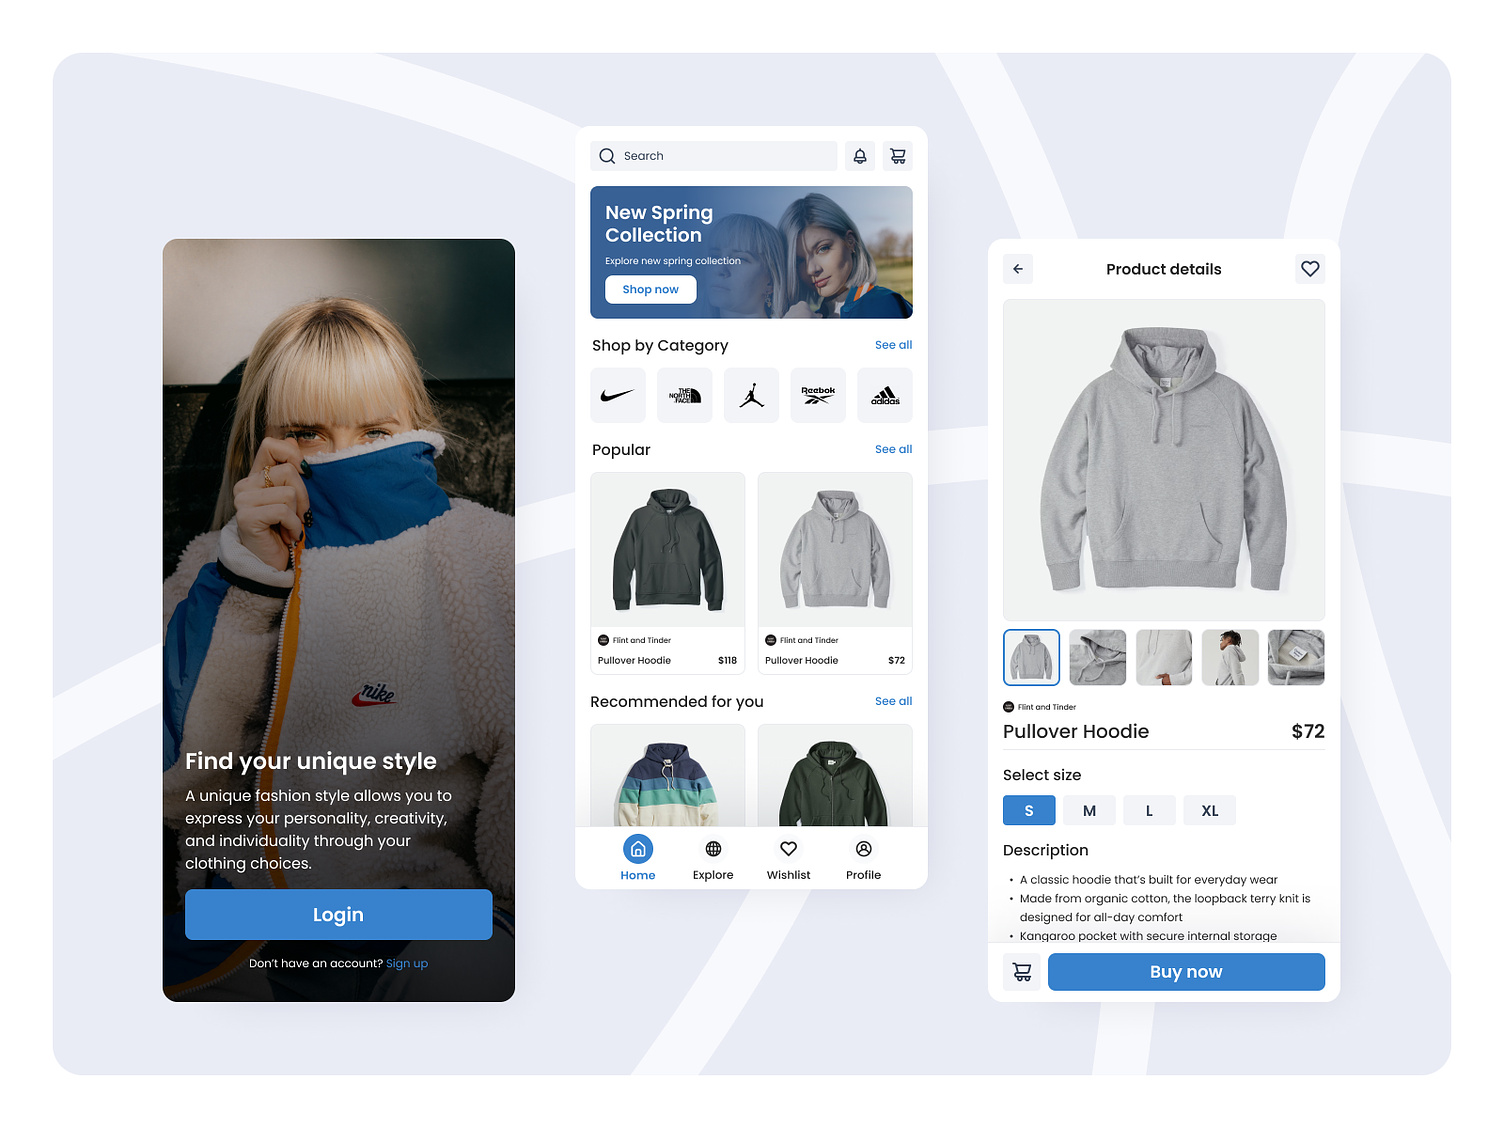 nike
Find your unique style
A unique fashion style allows you to
express your personality, creativity,
and individuality through your
clothing choices.
Login
Don't have an account? Sign up
Search
New Spring
Collection
Explore new spring collection
Shop now
Shop by Category See all
THE
NORTH
FACE
Reebok
adidas
Popular See all
Flint and Tinder
Pullover Hoodie $118
Flint and Tinder
Pullover Hoodie $72
Recommended for you See all
Home Explore Wishlist Profile
Product details
Flint and Tinder
Pullover Hoodie $72
Select size
S M L XL
Description
• A classic hoodie that's built for everyday wear
• Made from organic cotton, the loopback terry knit is
designed for all-day comfort
• Kangaroo pocket with secure internal storage
Buy now